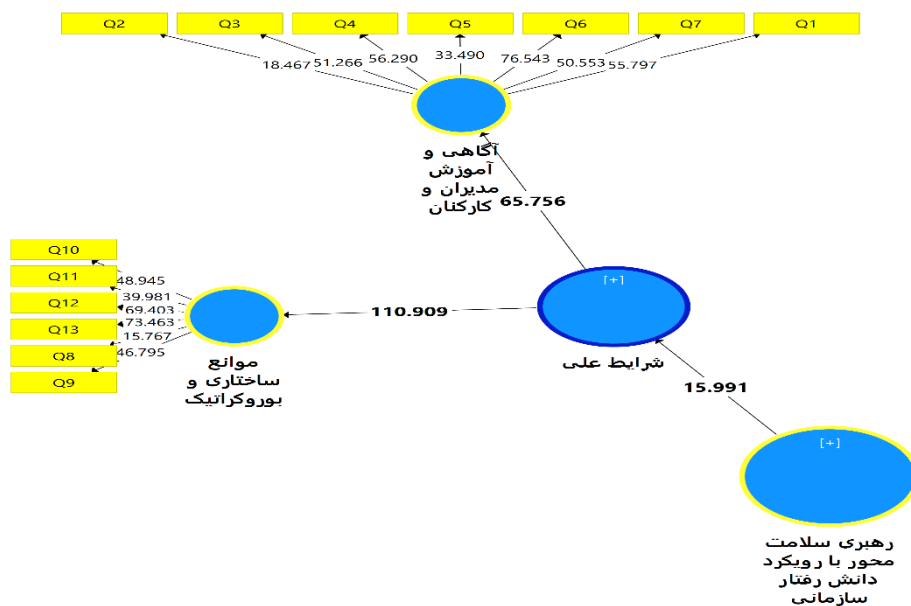 Q2 Q3 Q4 Q5 Q6 Q7 Q1
18.467 51.266 56.290 33.490 76.543 50.553 55.797
آگاهی و
آموزش
مدیران و
کارکنان
65.756
Q10
Q11
Q12
Q13
Q8
Q9
48.945
39.981
69.403
73.463
15.767
46.795
موانع
ساختاری و
بوروکراتیک
110.909
[+]
شرایط علی
15.991
[+]
رهبری سلامت
محور با رویکرد
دانش رفتار
سازمانی